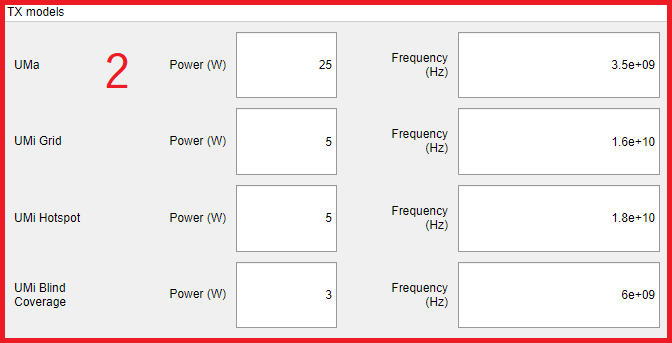 TX models
UMa 2 Power (W) 25 Frequency
(Hz) 3.5e+09
UMi Grid Power (W) 5 Frequency
(Hz) 1.6e+10
UMi Hotspot Power (W) 5 Frequency
(Hz) 1.8e+10
UMi Blind
Coverage Power (W) 3 Frequency
(Hz) 6e+09